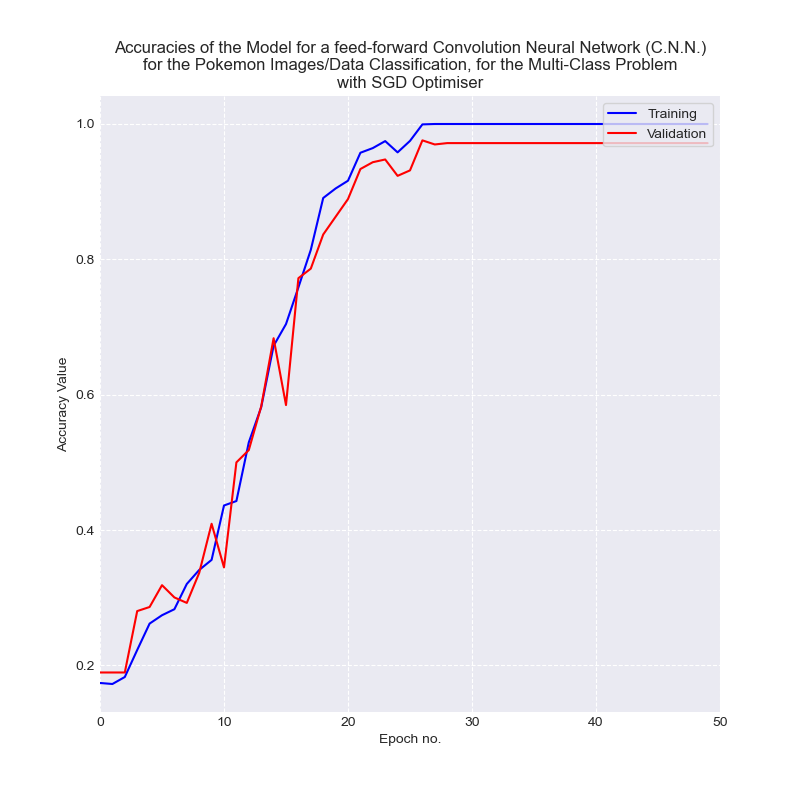 Accuracies of the Model for a feed-forward Convolution Neural Network (C.N.N.)
for the Pokemon Images/Data Classification, for the Multi-Class Problem
with SGD Optimiser
Training
Validation
1.0
0.8
0.6
0.4
0.2
Accuracy Value
0 10 20 30 40 50
Epoch no.